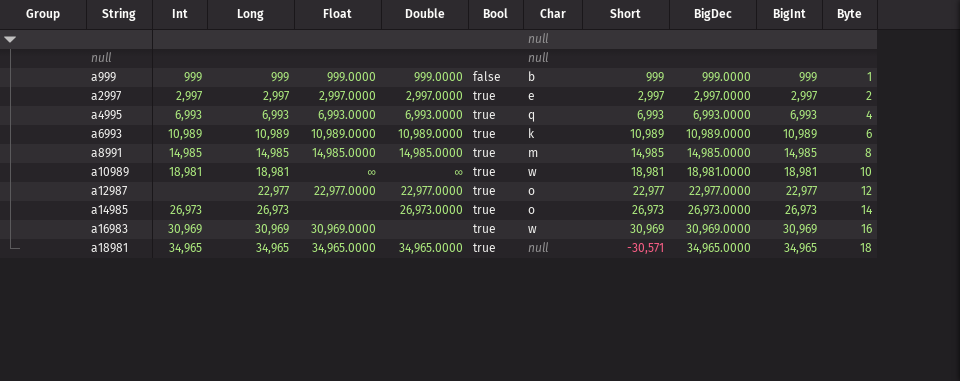 Group String Int Long Float Double Bool Char Short BigDec BigInt Byte
null
null null
a999 999 999 999.0000 999.0000 false b 999 999.0000 999 1
a2997 2,997 2,997 2,997.0000 2,997.0000 true e 2,997 2,997.0000 2,997 2
a4995 6,993 6,993 6,993.0000 6,993.0000 true q 6,993 6,993.0000 6,993 4
a6993 10,989 10,989 10,989.0000 10,989.0000 true k 10,989 10,989.0000 10,989 6
a8991 14,985 14,985 14,985.0000 14,985.0000 true m 14,985 14,985.0000 14,985 8
a10989 18,981 18,981 ∞ ∞ true w 18,981 18,981.0000 18,981 10
a12987 22,977 22,977.0000 22,977.0000 true o 22,977 22,977.0000 22,977 12
a14985 26,973 26,973 26,973.0000 true o 26,973 26,973.0000 26,973 14
a16983 30,969 30,969 30,969.0000 true w 30,969 30,969.0000 30,969 16
a18981 34,965 34,965 34,965.0000 34,965.0000 true null -30,571 34,965.0000 34,965 18